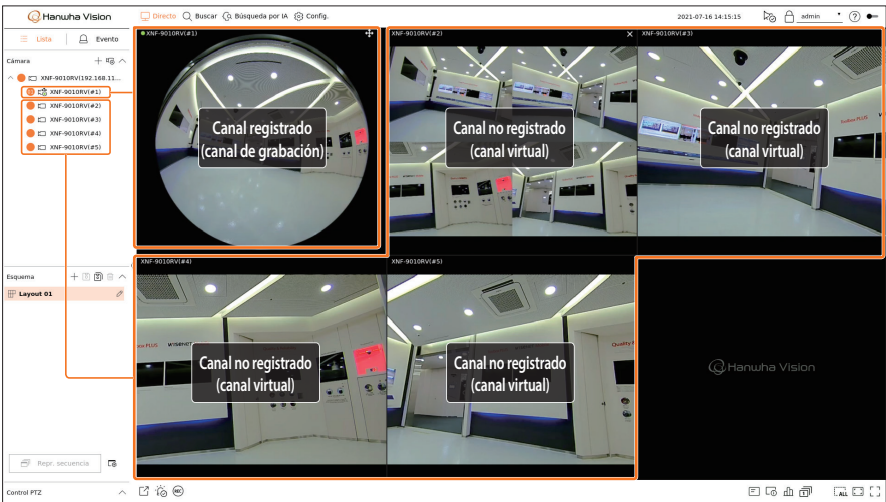 Hanwha Vision
Directo
Buscar
Búsqueda por IA
Config.
2021-07-16 14:15:15
admin
Lista
Evento
Cámara
XNF-9010RV(192.168.11...
XNF-9010RV(#1)
XNF-9010RV(#2)
XNF-9010RV(#3)
XNF-9010RV(#4)
XNF-9010RV(#5)
XNF-9010RV(#1)
Canal registrado
(canal de grabación)
XNF-9010RV(#2)
Canal no registrado
(canal virtual)
XNF-9010RV(#3)
Canal no registrado
(canal virtual)
XNF-9010RV(#4)
WISENET
Canal no registrado
(canal virtual)
XNF-9010RV(#5)
Canal no registrado
(canal virtual)
Hanwha Vision
Esquema
Layout 01
Repr. secuencia
Control PTZ
REC
ALL